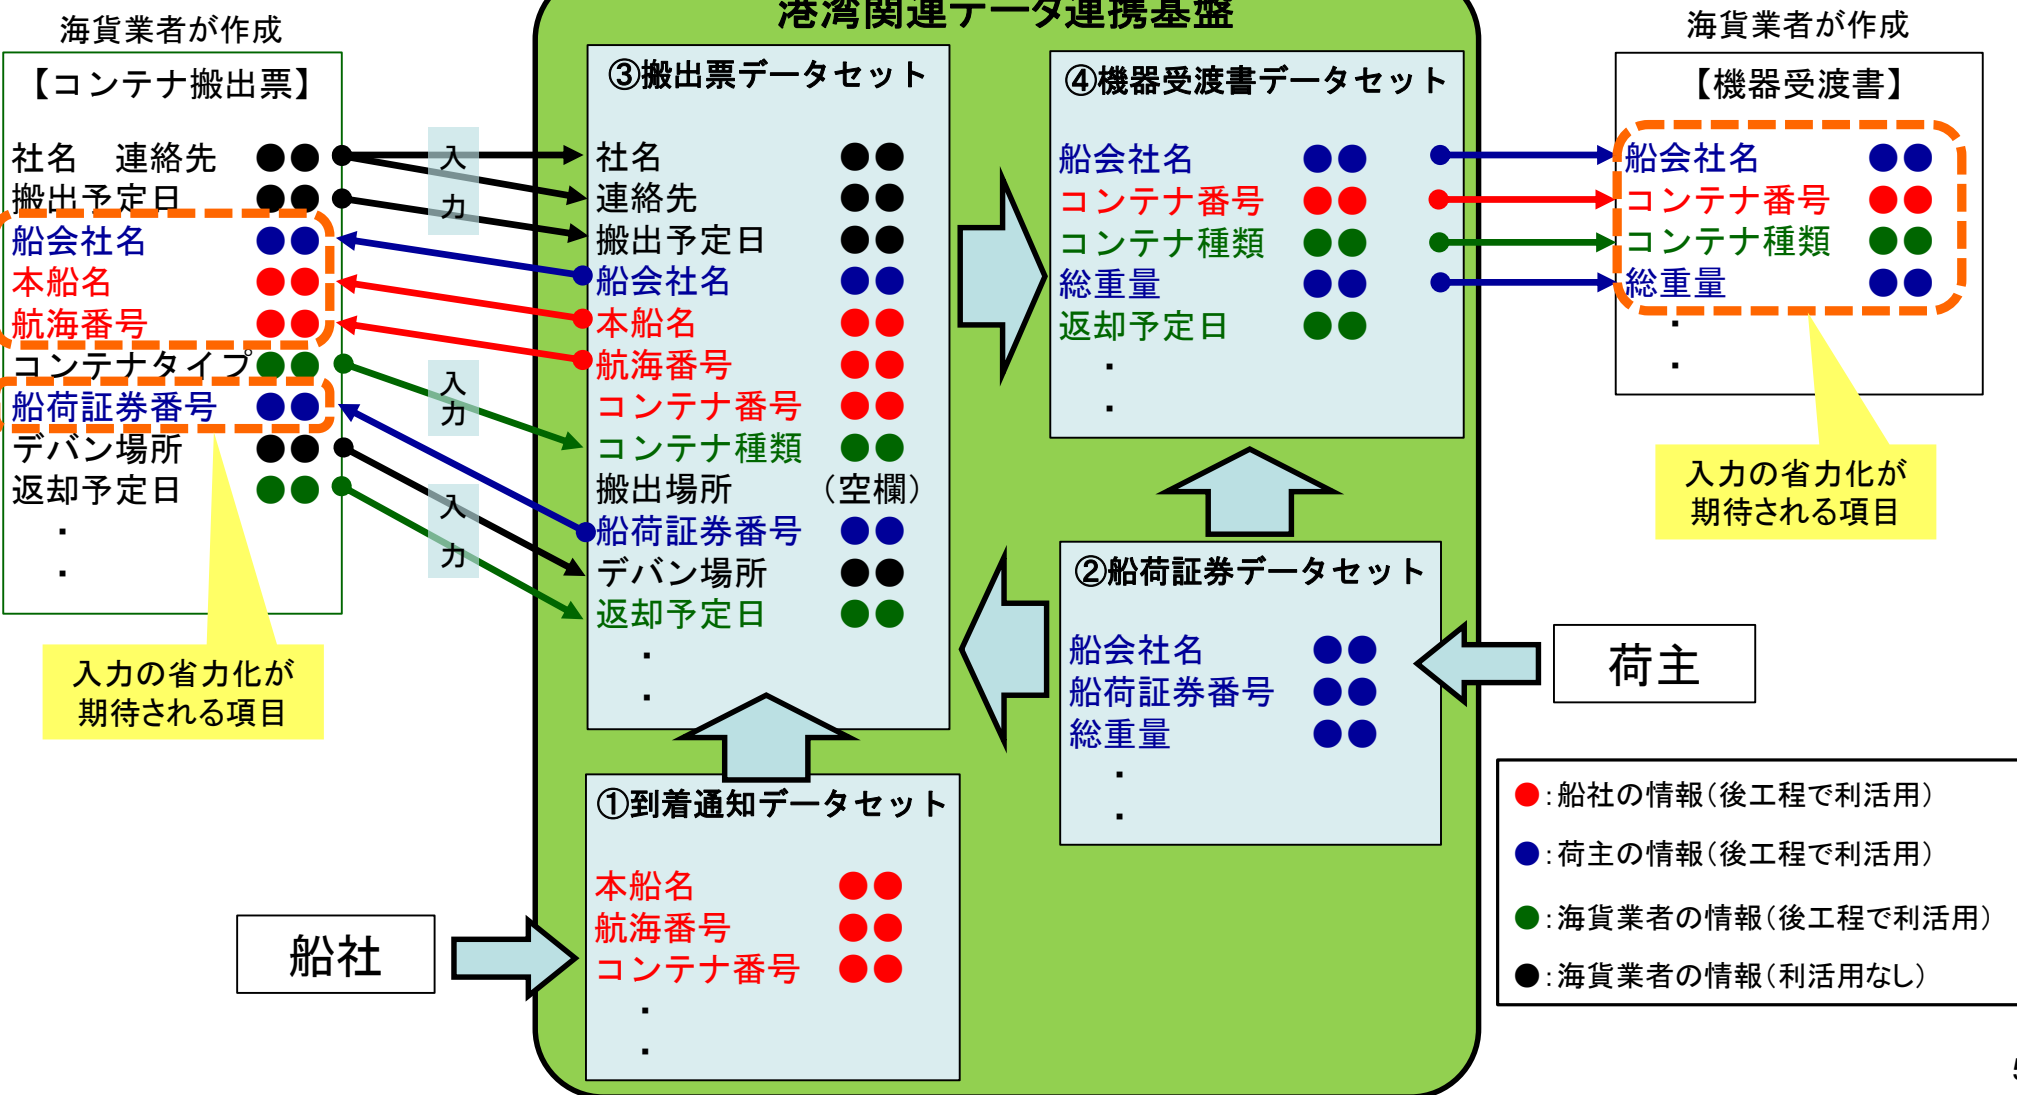 港湾関連データ連携基盤
海貨業者が作成
【コンテナ搬出票】
社名　連絡先 ●●
搬出予定日 ●●
船会社名 ●●
本船名 ●●
航海番号 ●●
コンテナタイプ ●●
船荷証券番号 ●●
デバン場所 ●●
返却予定日 ●●
・
・
入力の省力化が
期待される項目
入
力
入
力
入
力
③搬出票データセット
社名 ●●
連絡先 ●●
搬出予定日 ●●
船会社名 ●●
本船名 ●●
航海番号 ●●
コンテナ番号 ●●
コンテナ種類 ●●
搬出場所 （空欄）
船荷証券番号 ●●
デバン場所 ●●
返却予定日 ●●
・
・
①到着通知データセット
本船名 ●●
航海番号 ●●
コンテナ番号 ●●
・
・
船社
④機器受渡書データセット
船会社名 ●●
コンテナ番号 ●●
コンテナ種類 ●●
総重量 ●●
返却予定日 ●●
・
・
②船荷証券データセット
船会社名 ●●
船荷証券番号 ●●
総重量 ●●
・
・
荷主
海貨業者が作成
【機器受渡書】
船会社名 ●●
コンテナ番号 ●●
コンテナ種類 ●●
総重量 ●●
・
・
入力の省力化が
期待される項目
●：船社の情報（後工程で利活用）
●：荷主の情報（後工程で利活用）
●：海貨業者の情報（後工程で利活用）
●：海貨業者の情報（利活用なし）